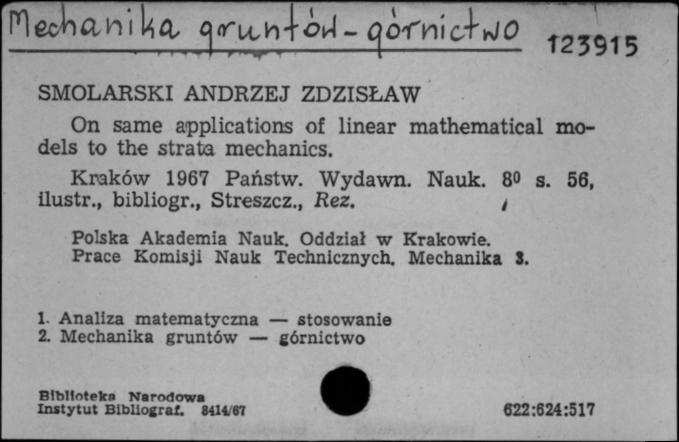 Mechanika gruntów - górnictwo
123915
SMOLARSKI ANDRZEJ ZDZISŁAW
On same applications of linear mathematical mo-
dels to the strata mechanics.
Kraków 1967 Państw. Wydawn. Nauk. 8⁰ s. 56,
ilustr., bibliogr., Streszcz., Rez.
Polska Akademia Nauk. Oddział w Krakowie.
Prace Komisji Nauk Technicznych. Mechanika 3.
1. Analiza matematyczna — stosowanie
2. Mechanika gruntów — górnictwo
Biblioteka Narodowa
Instytut Bibliograf. 8414/67
622:624:517